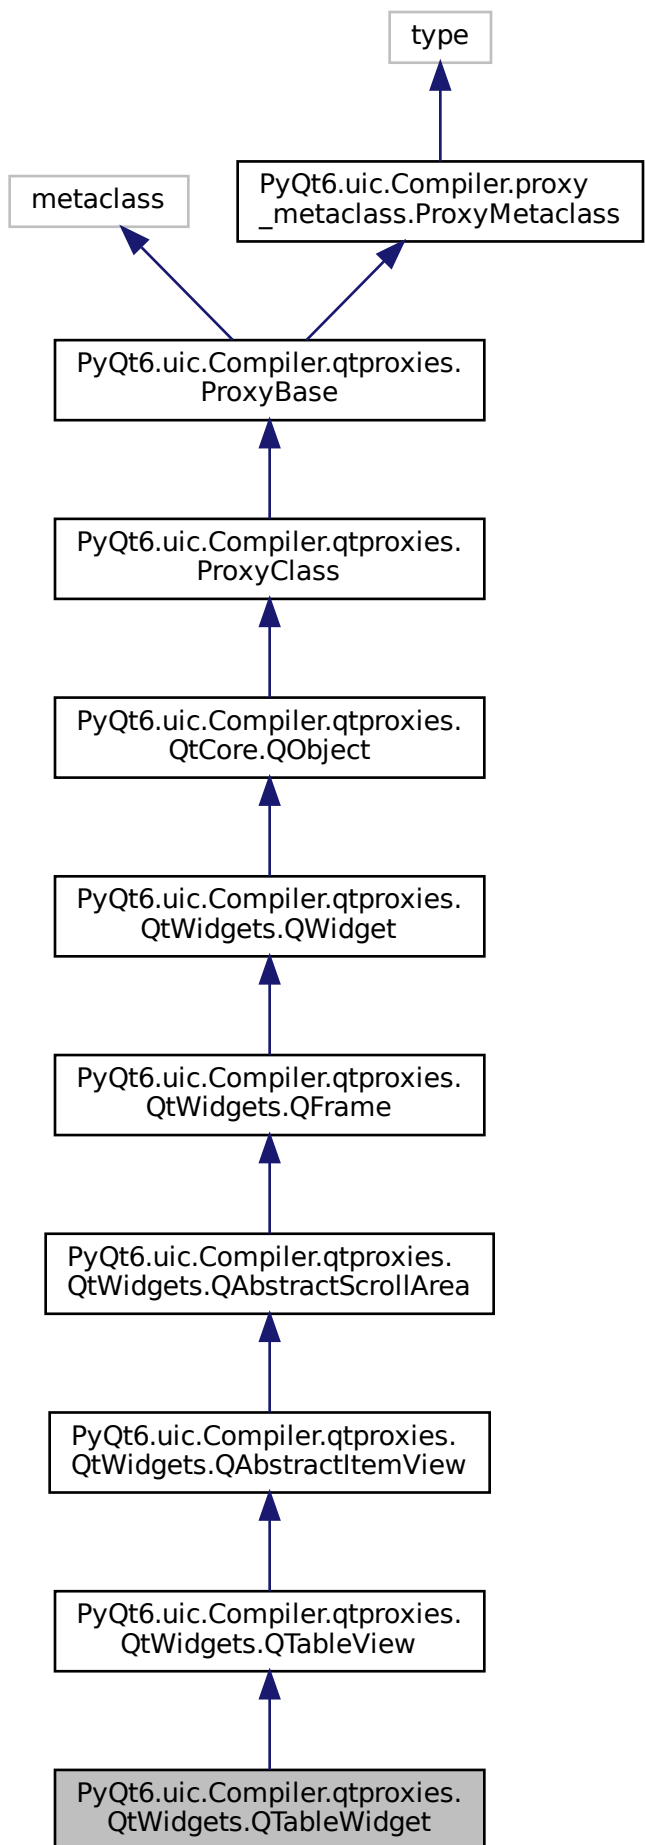 type
metaclass
PyQt6.uic.Compiler.proxy
_metaclass.ProxyMetaclass
PyQt6.uic.Compiler.qtproxies.
ProxyBase
PyQt6.uic.Compiler.qtproxies.
ProxyClass
PyQt6.uic.Compiler.qtproxies.
QtCore.QObject
PyQt6.uic.Compiler.qtproxies.
QtWidgets.QWidget
PyQt6.uic.Compiler.qtproxies.
QtWidgets.QFrame
PyQt6.uic.Compiler.qtproxies.
QtWidgets.QAbstractScrollArea
PyQt6.uic.Compiler.qtproxies.
QtWidgets.QAbstractItemView
PyQt6.uic.Compiler.qtproxies.
QtWidgets.QTableView
PyQt6.uic.Compiler.qtproxies.
QtWidgets.QTableWidget